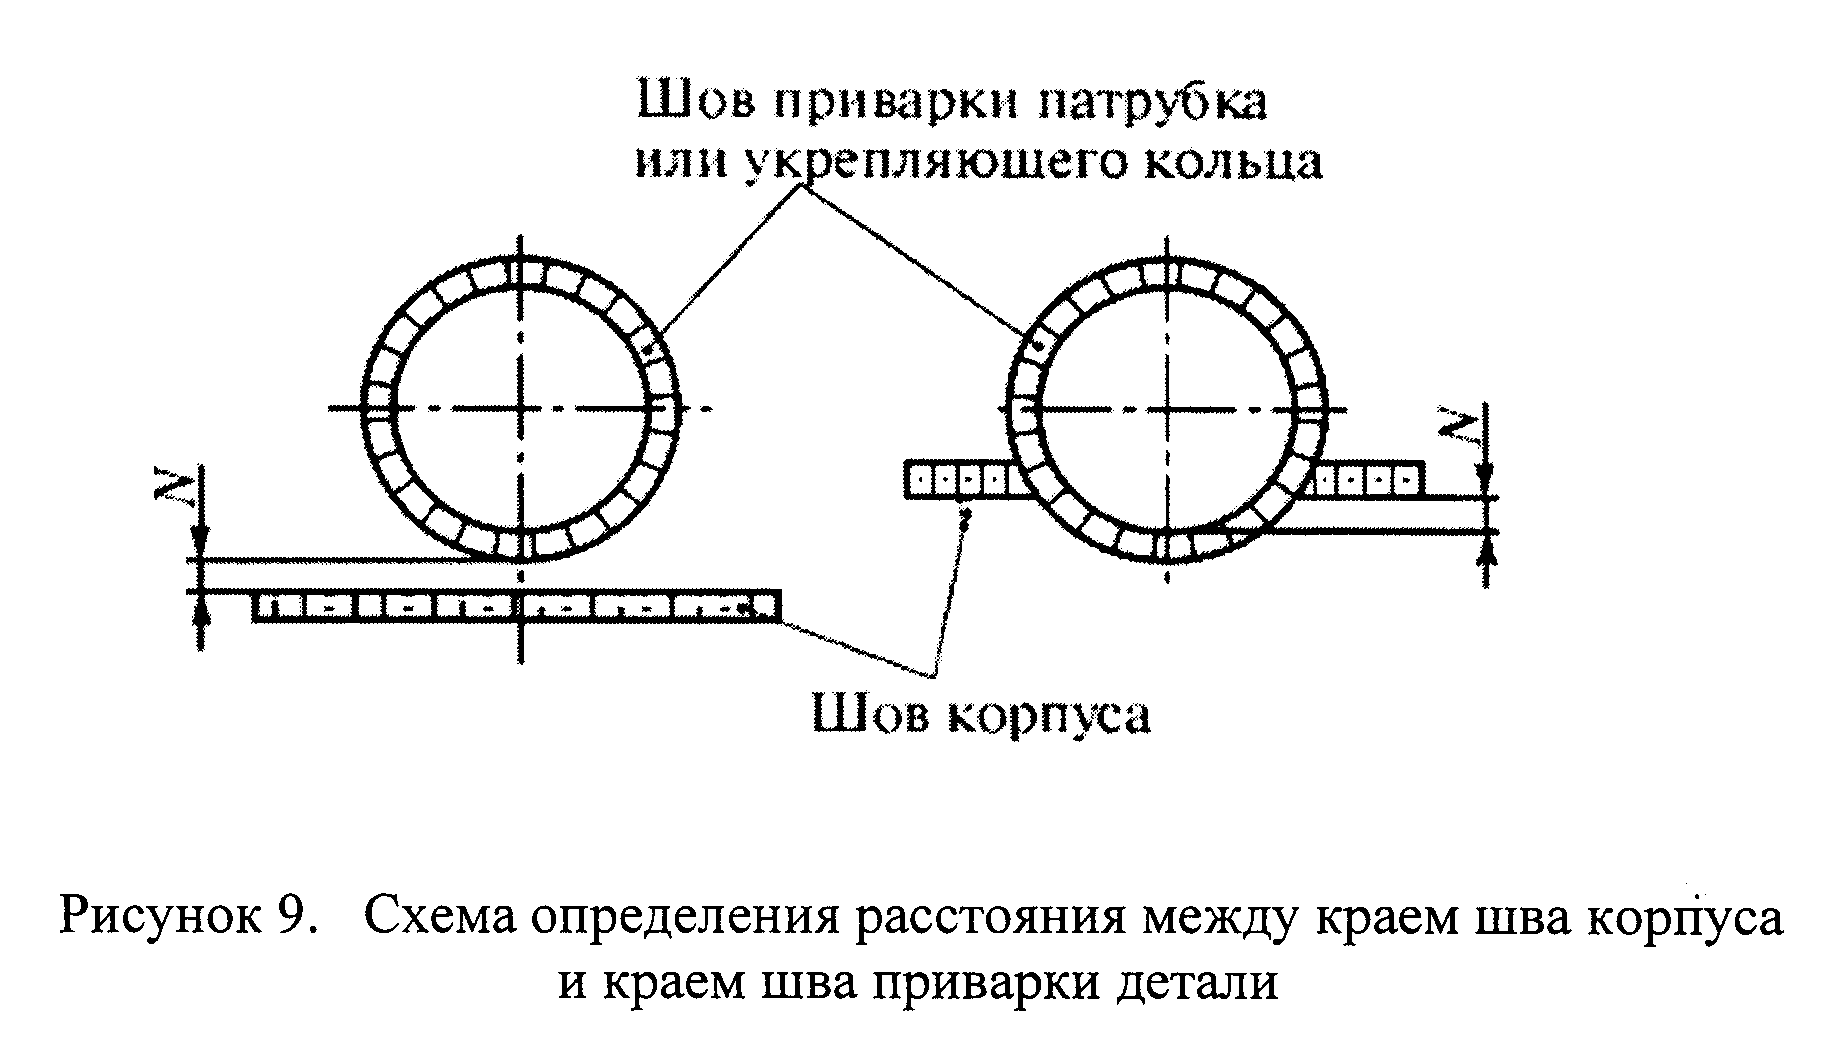 Шов приварки патрубка
или укрепляющего кольца
N
N
Шов корпуса
Рисунок 9. Схема определения расстояния между краем шва корпуса
и краем шва приварки детали